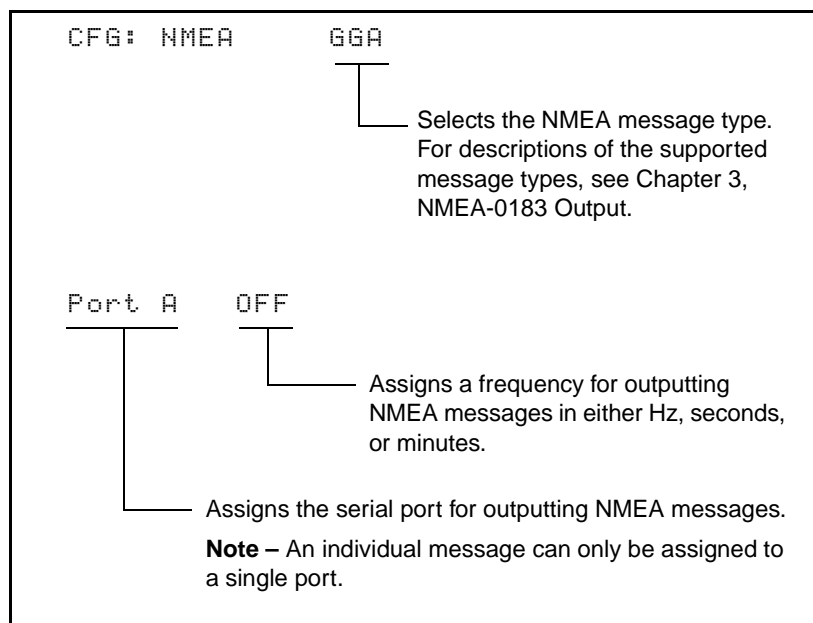 CFG: NMEA GGA
Selects the NMEA message type.
For descriptions of the supported
message types, see Chapter 3,
NMEA-0183 Output.
Port A OFF
Assigns a frequency for outputting
NMEA messages in either Hz, seconds,
or minutes.
Assigns the serial port for outputting NMEA messages.
Note – An individual message can only be assigned to
a single port.